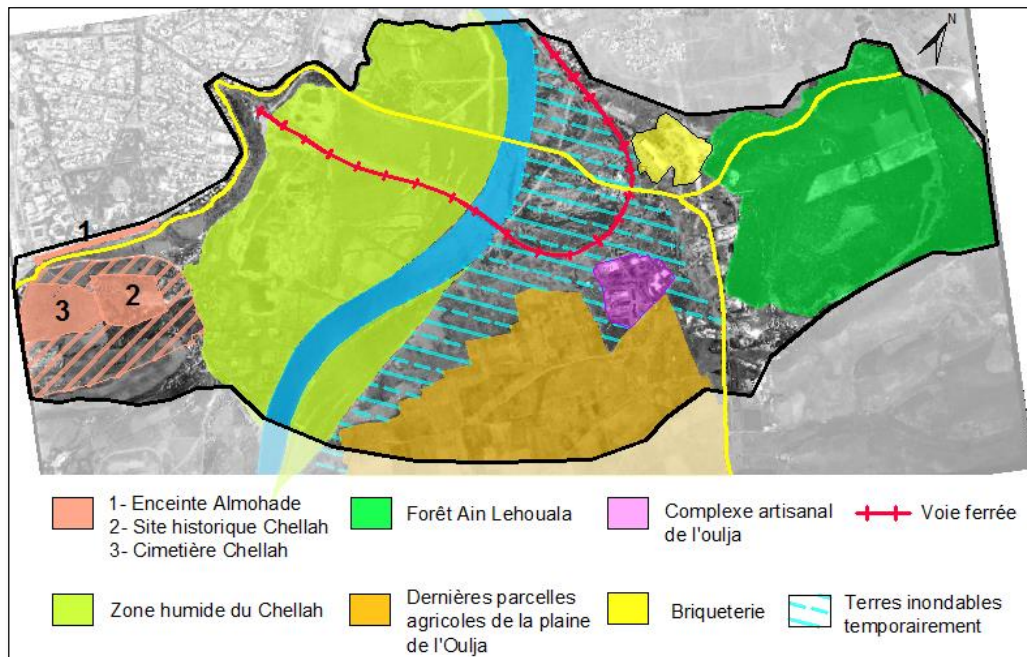 N
1
2
3
1- Enceinte Almohade
2- Site historique Chellah
3- Cimetière Chellah
Forêt Ain Lehouala
Complexe artisanal
de l'oulja
Voie ferrée
Zone humide du Chellah
Dernières parcelles
agricoles de la plaine
de l'Oulja
Briqueterie
Terres inondables
temporairement